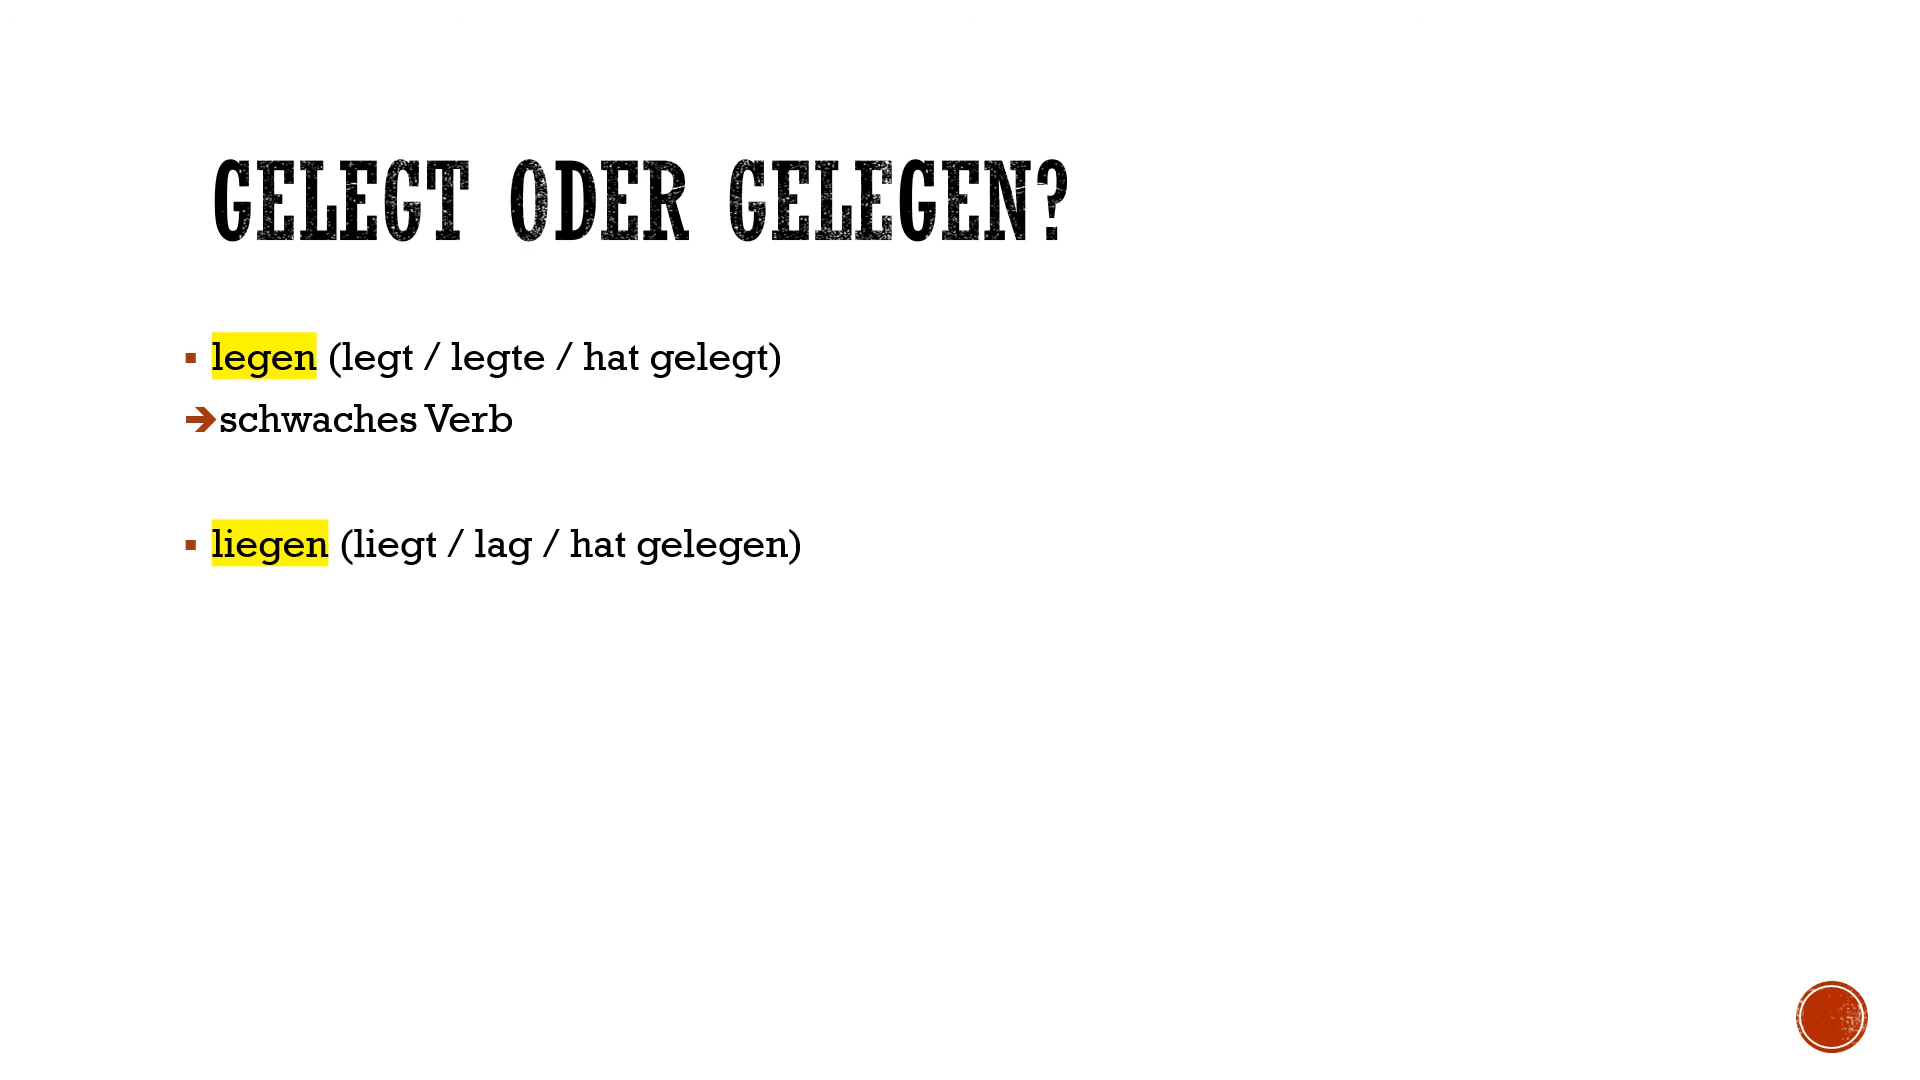 GELEGT ODER GELEGEN?
▪ legen (legt / legte / hat gelegt)
➔schwaches Verb
▪ liegen (liegt / lag / hat gelegen)